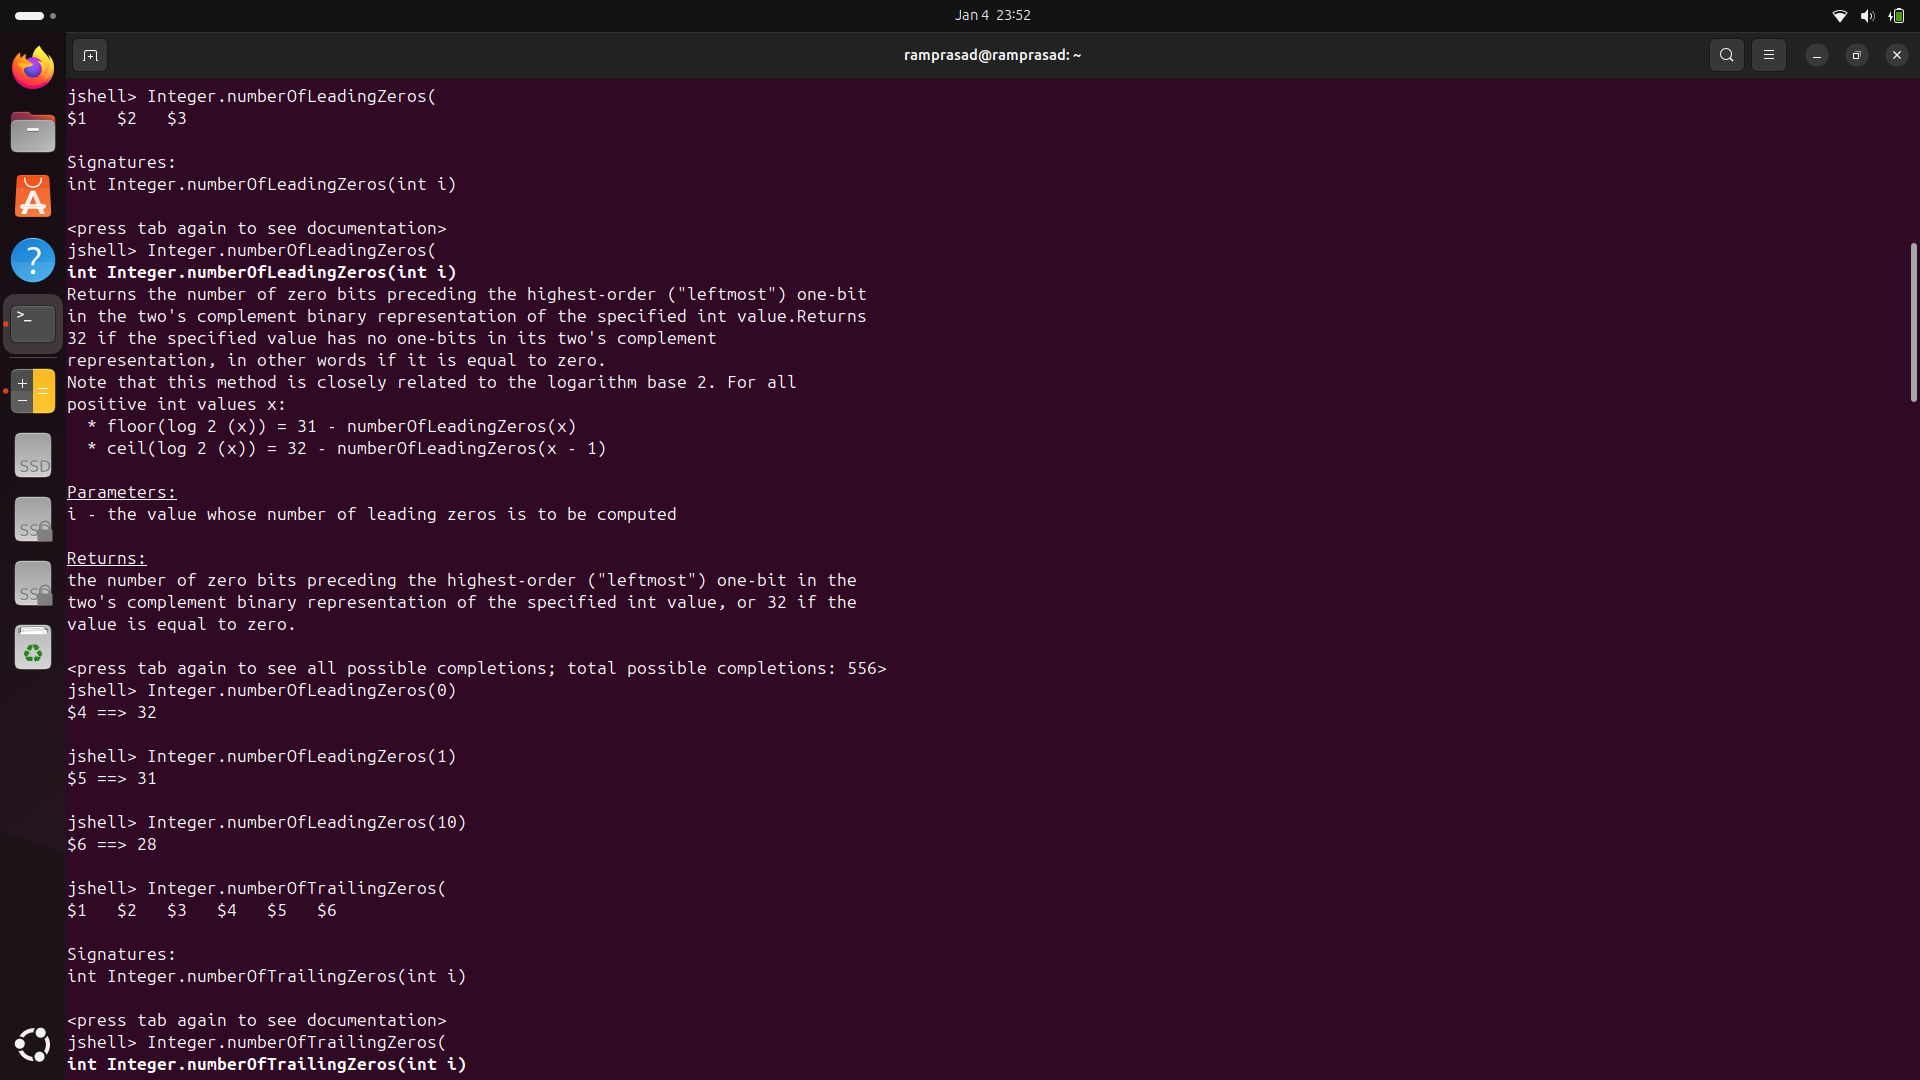 Jan 4 23:52
ramprasad@ramprasad: ~
jshell> Integer.numberOfLeadingZeros(
$1   $2   $3
Signatures:
int Integer.numberOfLeadingZeros(int i)
<press tab again to see documentation>
jshell> Integer.numberOfLeadingZeros(
int Integer.numberOfLeadingZeros(int i)
Returns the number of zero bits preceding the highest-order ("leftmost") one-bit
in the two's complement binary representation of the specified int value.Returns
32 if the specified value has no one-bits in its two's complement
representation, in other words if it is equal to zero.
Note that this method is closely related to the logarithm base 2. For all
positive int values x:
  * floor(log 2 (x)) = 31 - numberOfLeadingZeros(x)
  * ceil(log 2 (x)) = 32 - numberOfLeadingZeros(x - 1)
Parameters:
i - the value whose number of leading zeros is to be computed
Returns:
the number of zero bits preceding the highest-order ("leftmost") one-bit in the
two's complement binary representation of the specified int value, or 32 if the
value is equal to zero.
<press tab again to see all possible completions; total possible completions: 556>
jshell> Integer.numberOfLeadingZeros(0)
$4 ==> 32
jshell> Integer.numberOfLeadingZeros(1)
$5 ==> 31
jshell> Integer.numberOfLeadingZeros(10)
$6 ==> 28
jshell> Integer.numberOfTrailingZeros(
$1   $2   $3   $4   $5   $6
Signatures:
int Integer.numberOfTrailingZeros(int i)
<press tab again to see documentation>
jshell> Integer.numberOfTrailingZeros(
int Integer.numberOfTrailingZeros(int i)
SSD
SSD
SSD